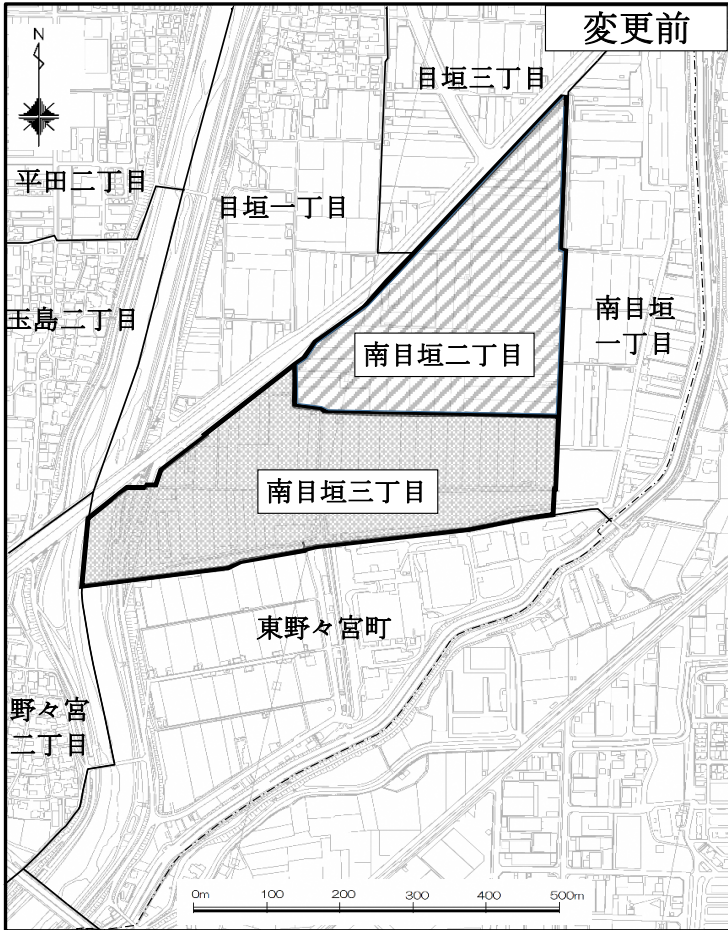 変更前
N
目垣三丁目
平田二丁目
目垣一丁目
玉島二丁目
南目垣
一丁目
南目垣二丁目
南目垣三丁目
東野々宮町
野々宮
二丁目
0m 100 200 300 400 500m